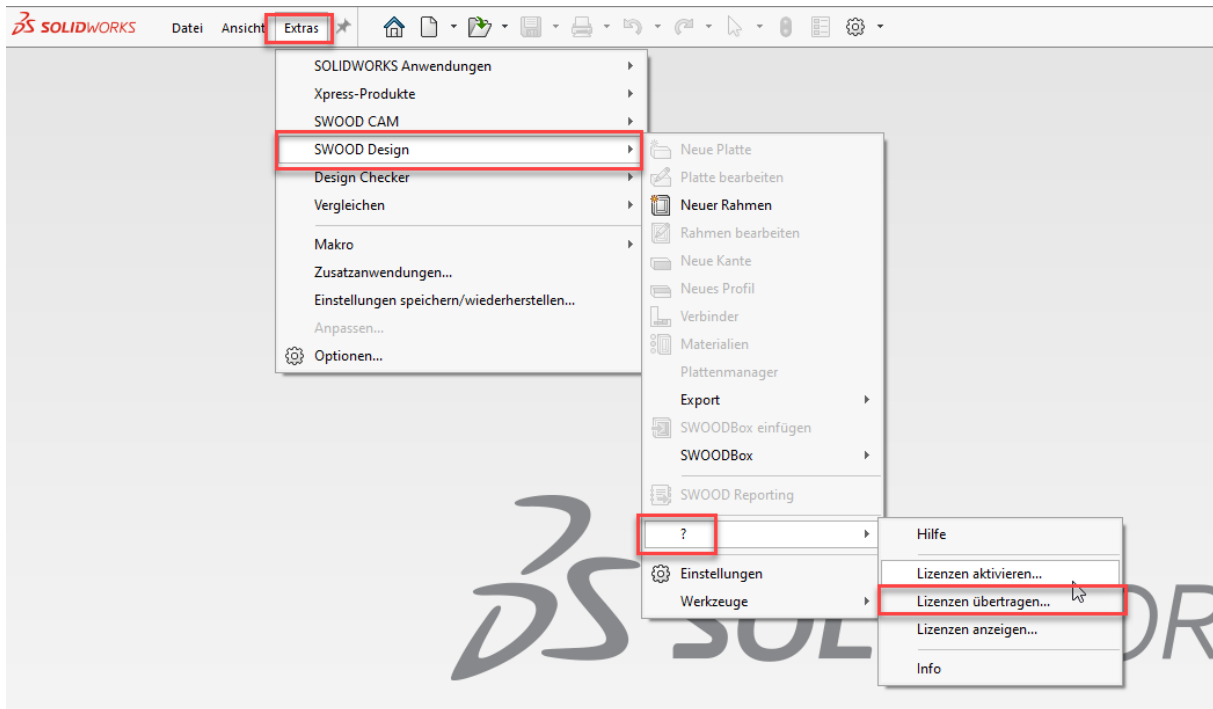 SOLIDWORKS Datei Ansicht Extras
SOLIDWORKS Anwendungen
Xpress-Produkte
SWOOD CAM
SWOOD Design
Design Checker
Vergleichen
Makro
Zusatzanwendungen...
Einstellungen speichern/wiederherstellen...
Anpassen...
Optionen...
Neue Platte
Platte bearbeiten
Neuer Rahmen
Rahmen bearbeiten
Neue Kante
Neues Profil
Verbinder
Materialien
Plattenmanager
Export
SWOODBox einfügen
SWOODBox
SWOOD Reporting
?
Einstellungen
Werkzeuge
Hilfe
Lizenzen aktivieren...
Lizenzen übertragen...
Lizenzen anzeigen...
Info